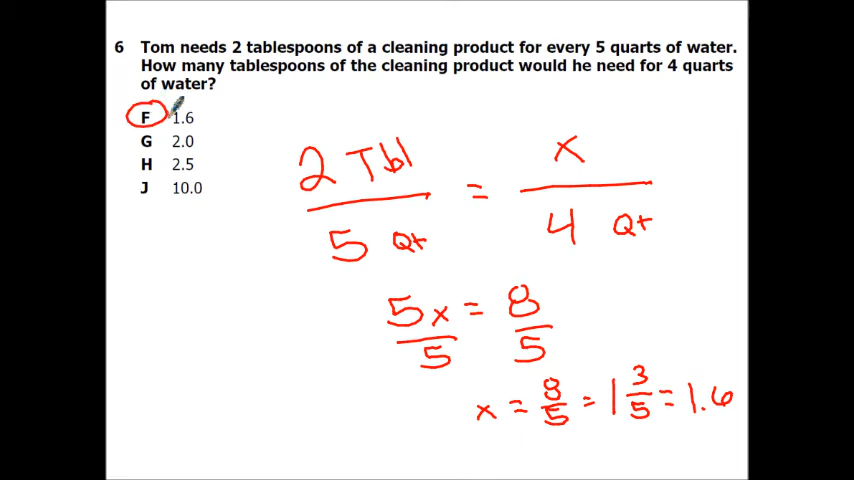 6 Tom needs 2 tablespoons of a cleaning product for every 5 quarts of water.
How many tablespoons of the cleaning product would he need for 4 quarts
of water?
F 1.6
G 2.0
H 2.5
J 10.0
2 Tbl = x
5 Qt 4 Qt
5x = 8
5 5
x = 8/5 = 1 3/5 = 1.6